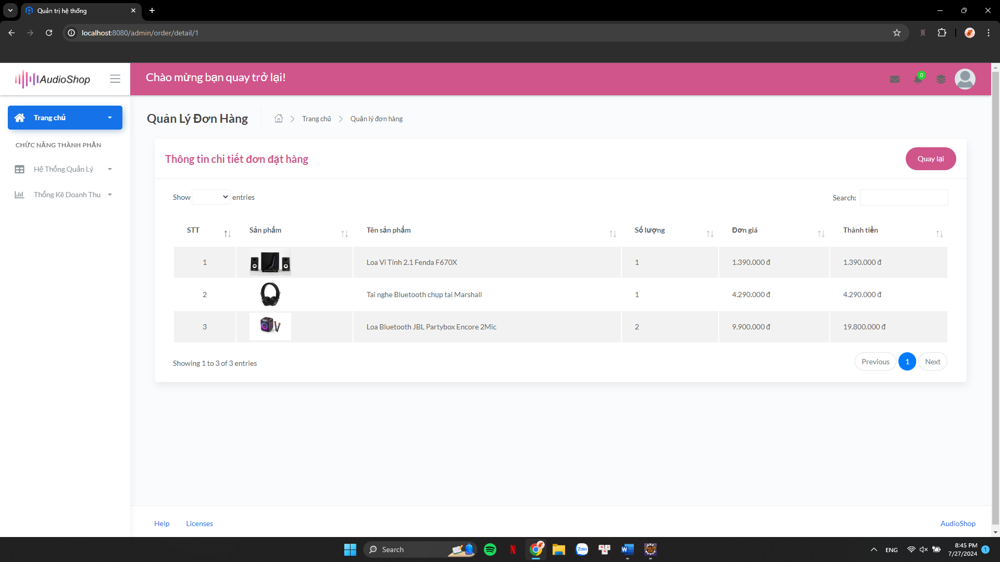 Quản trị hệ thống
localhost:8080/admin/order/detail/1
AudioShop
Chào mừng bạn quay trở lại!
0
Trang chủ
CHỨC NĂNG THÀNH PHẦN
Hệ Thống Quản Lý
Thống Kê Doanh Thu
Quản Lý Đơn Hàng
Trang chủ
Quản lý đơn hàng
Thông tin chi tiết đơn đặt hàng
Quay lại
Show entries
Search:
STT Sản phẩm Tên sản phẩm Số lượng Đơn giá Thành tiền
1 Loa Vi Tính 2.1 Fenda F670X 1 1.390.000 đ 1.390.000 đ
2 Tai nghe Bluetooth chụp tai Marshall 1 4.290.000 đ 4.290.000 đ
3 Loa Bluetooth JBL Partybox Encore 2Mic 2 9.900.000 đ 19.800.000 đ
Showing 1 to 3 of 3 entries
Previous 1 Next
Help Licenses AudioShop
Search
Zalo
ENG
8:45 PM
7/27/2024
1